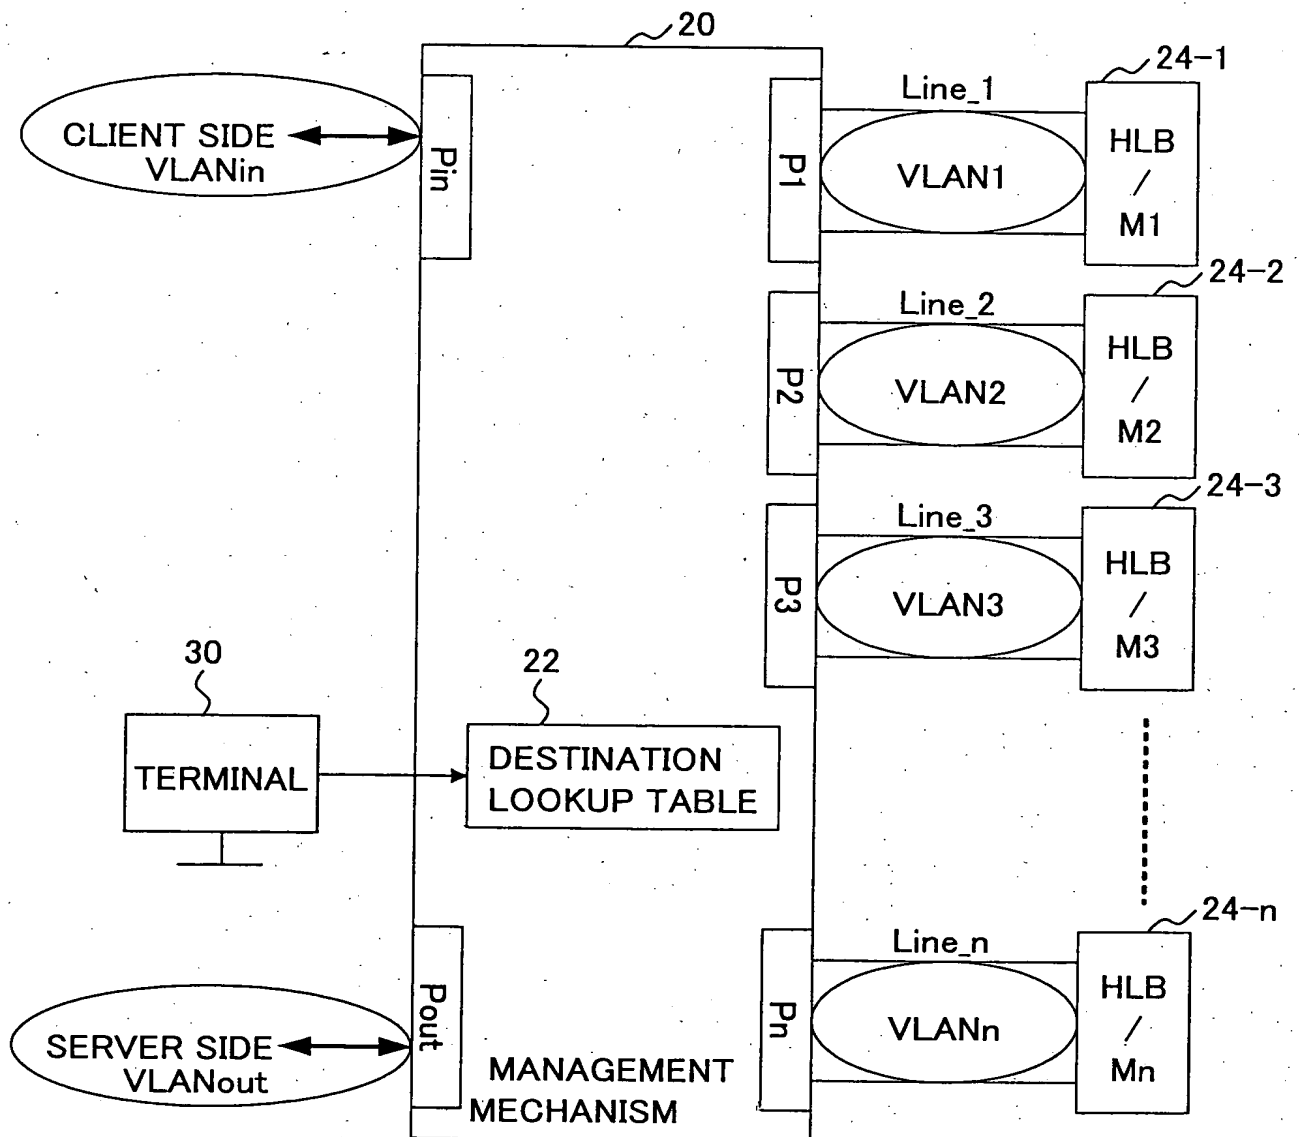 20
24-1
CLIENT SIDE
VLANin
Pin
P1
Line_1
VLAN1
HLB
/
M1
24-2
P2
Line_2
VLAN2
HLB
/
M2
24-3
P3
Line_3
VLAN3
HLB
/
M3
30
TERMINAL
22
DESTINATION
LOOKUP TABLE
24-n
Pout
SERVER SIDE
VLANout
Pn
Line_n
VLANn
HLB
/
Mn
MANAGEMENT
MECHANISM